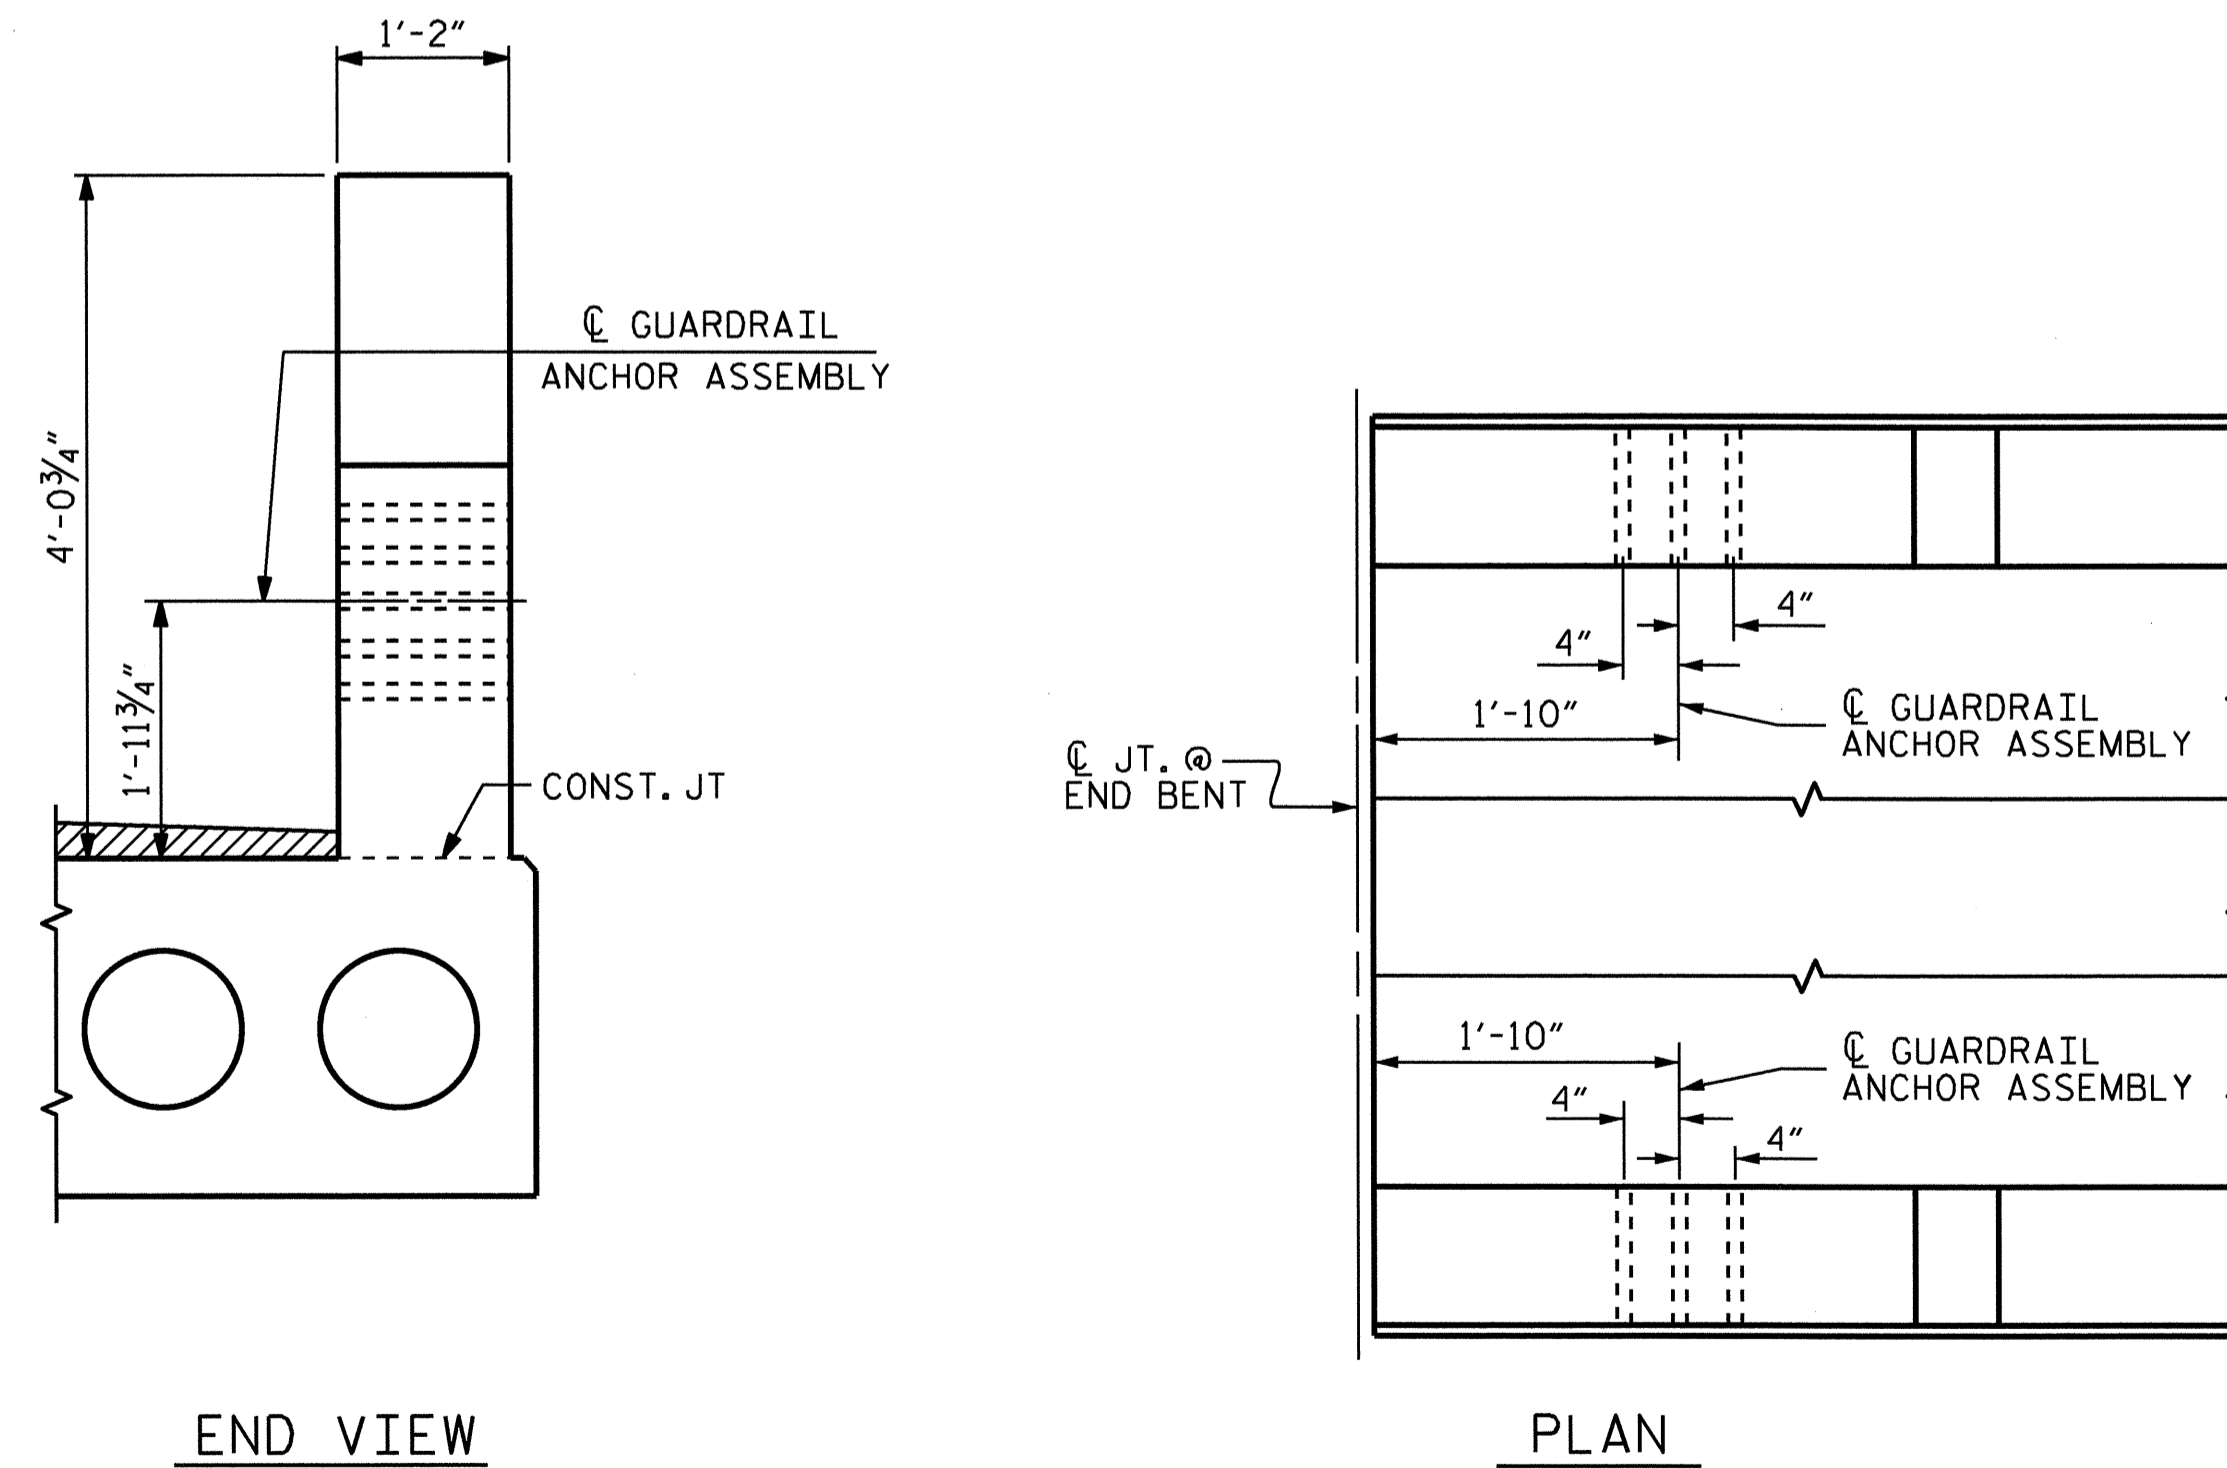 1'-2"
℄ GUARDRAIL
ANCHOR ASSEMBLY
4'-0¾"
1'-11¾"
CONST. JT
END VIEW
4"
4"
1'-10"
℄ GUARDRAIL
ANCHOR ASSEMBLY
℄ JT. @
END BENT
1'-10"
℄ GUARDRAIL
ANCHOR ASSEMBLY
4"
4"
PLAN